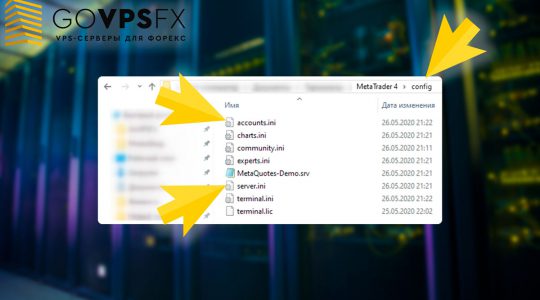 GOVPSFX
VPS-СЕРВЕРЫ ДЛЯ ФОРЕКС
MetaTrader 4 > config
Имя Дата изменения
accounts.ini 26.05.2020 21:22
charts.ini 26.05.2020 21:22
community.ini 26.05.2020 21:11
experts.ini 26.05.2020 21:21
MetaQuotes-Demo.srv 26.05.2020 21:21
server.ini 26.05.2020 21:21
terminal.ini 26.05.2020 21:22
terminal.lic 25.05.2020 22:02